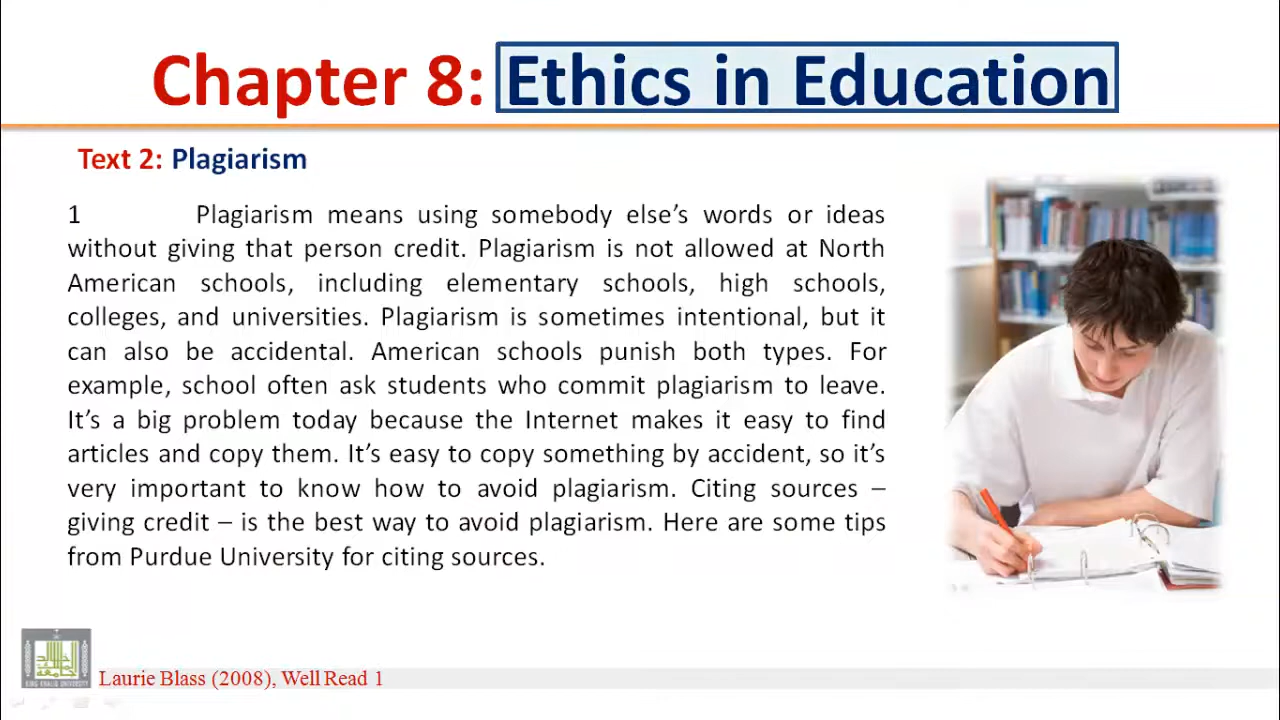 Chapter 8: Ethics in Education
Text 2: Plagiarism
1 Plagiarism means using somebody else’s words or ideas
without giving that person credit. Plagiarism is not allowed at North
American schools, including elementary schools, high schools,
colleges, and universities. Plagiarism is sometimes intentional, but it
can also be accidental. American schools punish both types. For
example, school often ask students who commit plagiarism to leave.
It’s a big problem today because the Internet makes it easy to find
articles and copy them. It’s easy to copy something by accident, so it’s
very important to know how to avoid plagiarism. Citing sources –
giving credit – is the best way to avoid plagiarism. Here are some tips
from Purdue University for citing sources.
KING KHALID UNIVERSITY
Laurie Blass (2008), Well Read 1